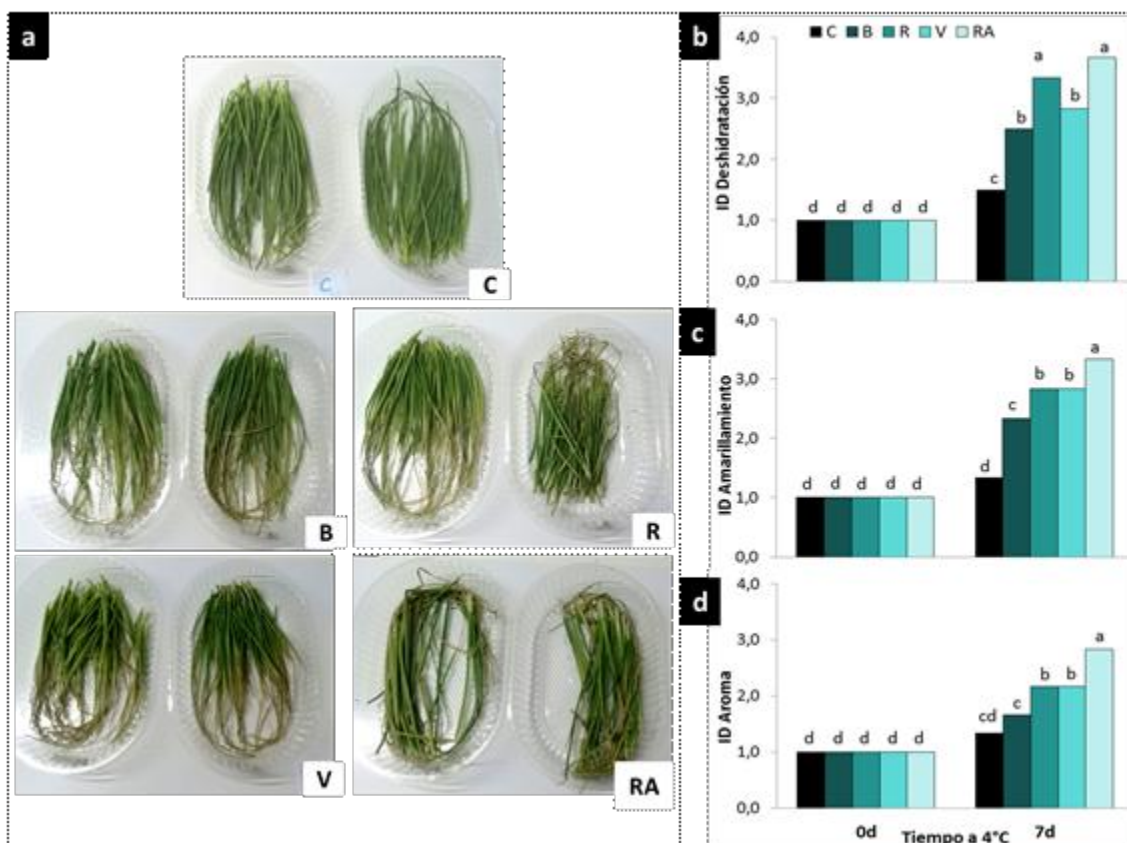 a
C
C
B
R
V
RA
b
C B R V RA
4,0
3,0
2,0
1,0
0,0
ID Deshidratación
d d d d d
c b a b a
c
4,0
3,0
2,0
1,0
0,0
ID Amarillamiento
d d d d d
d c b b a
d
4,0
3,0
2,0
1,0
0,0
ID Aroma
d d d d d
cd c b b a
0d Tiempo a 4°C 7d